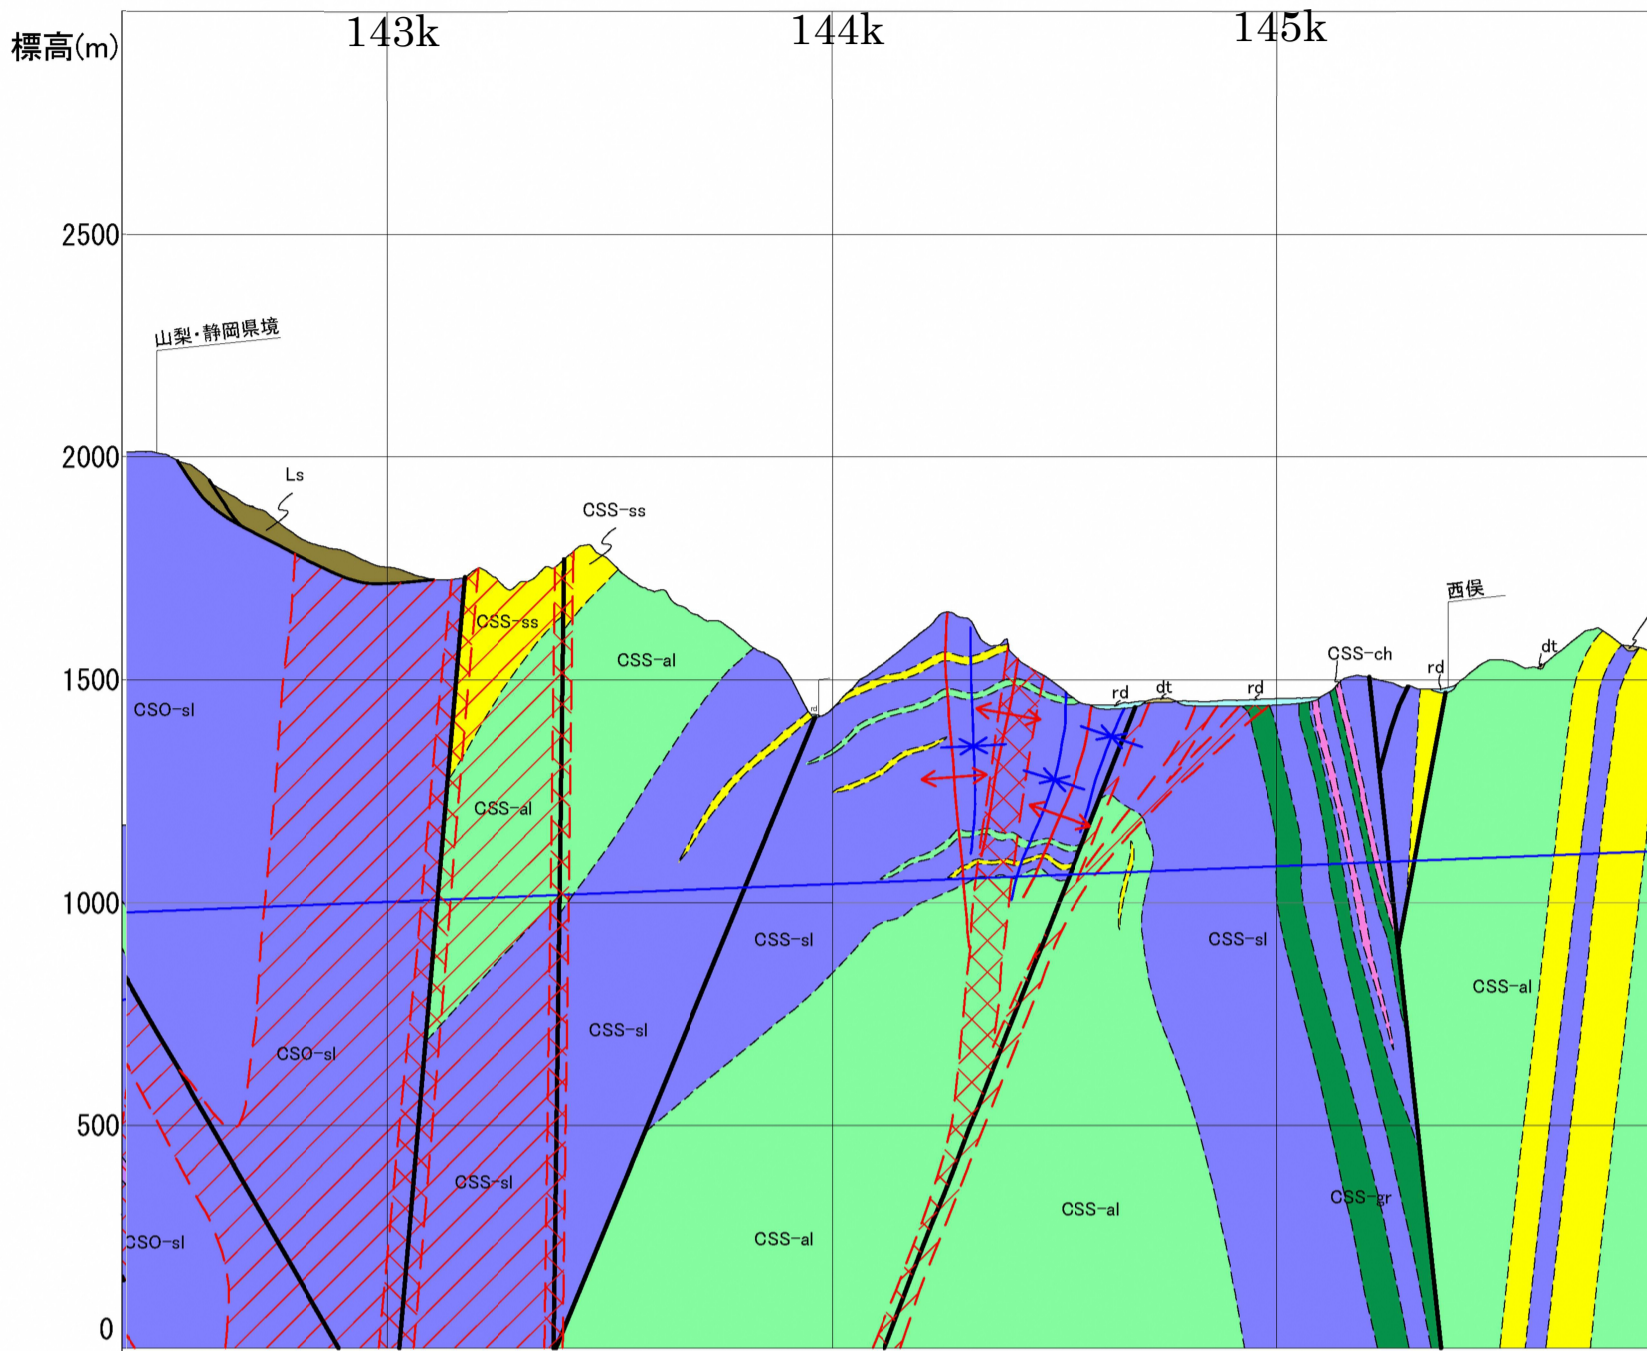 143k
144k
145k
標高(m)
2500
山梨・静岡県境
2000
Ls
CSS-ss
西俣
CSS-ss
CSS-al
1500
CSS-ch
dt
rd
rd
dt
rd
rd
CSO-sl
CSS-al
1000
CSS-sl
CSS-sl
CSS-al
CSS-sl
CSO-sl
500
CSS-sl
CSS-gr
CSS-al
CSS-al
CSO-sl
0